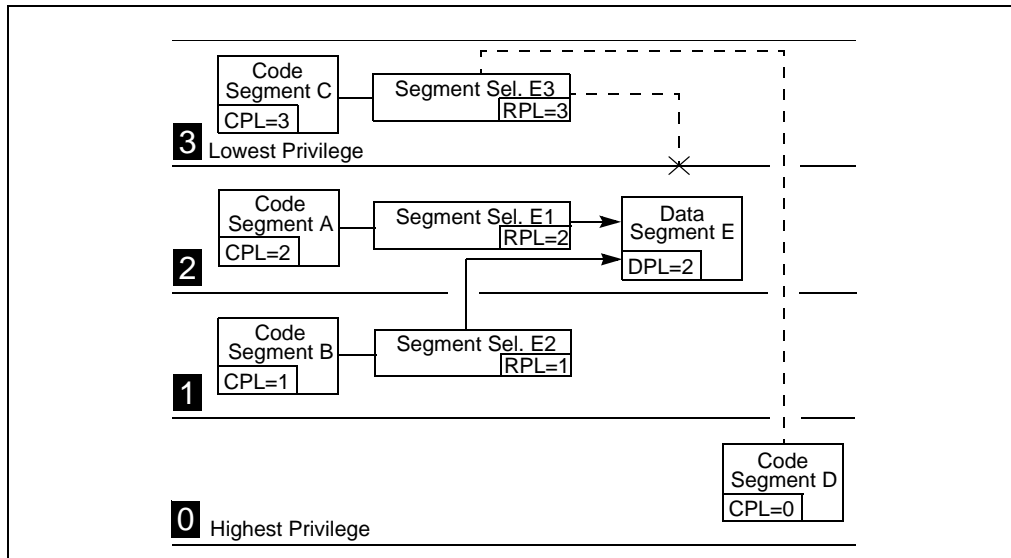 Code
Segment C
CPL=3
Segment Sel. E3
RPL=3
3
Lowest Privilege
Code
Segment A
CPL=2
Segment Sel. E1
RPL=2
Data
Segment E
DPL=2
2
Code
Segment B
CPL=1
Segment Sel. E2
RPL=1
1
Code
Segment D
CPL=0
0
Highest Privilege